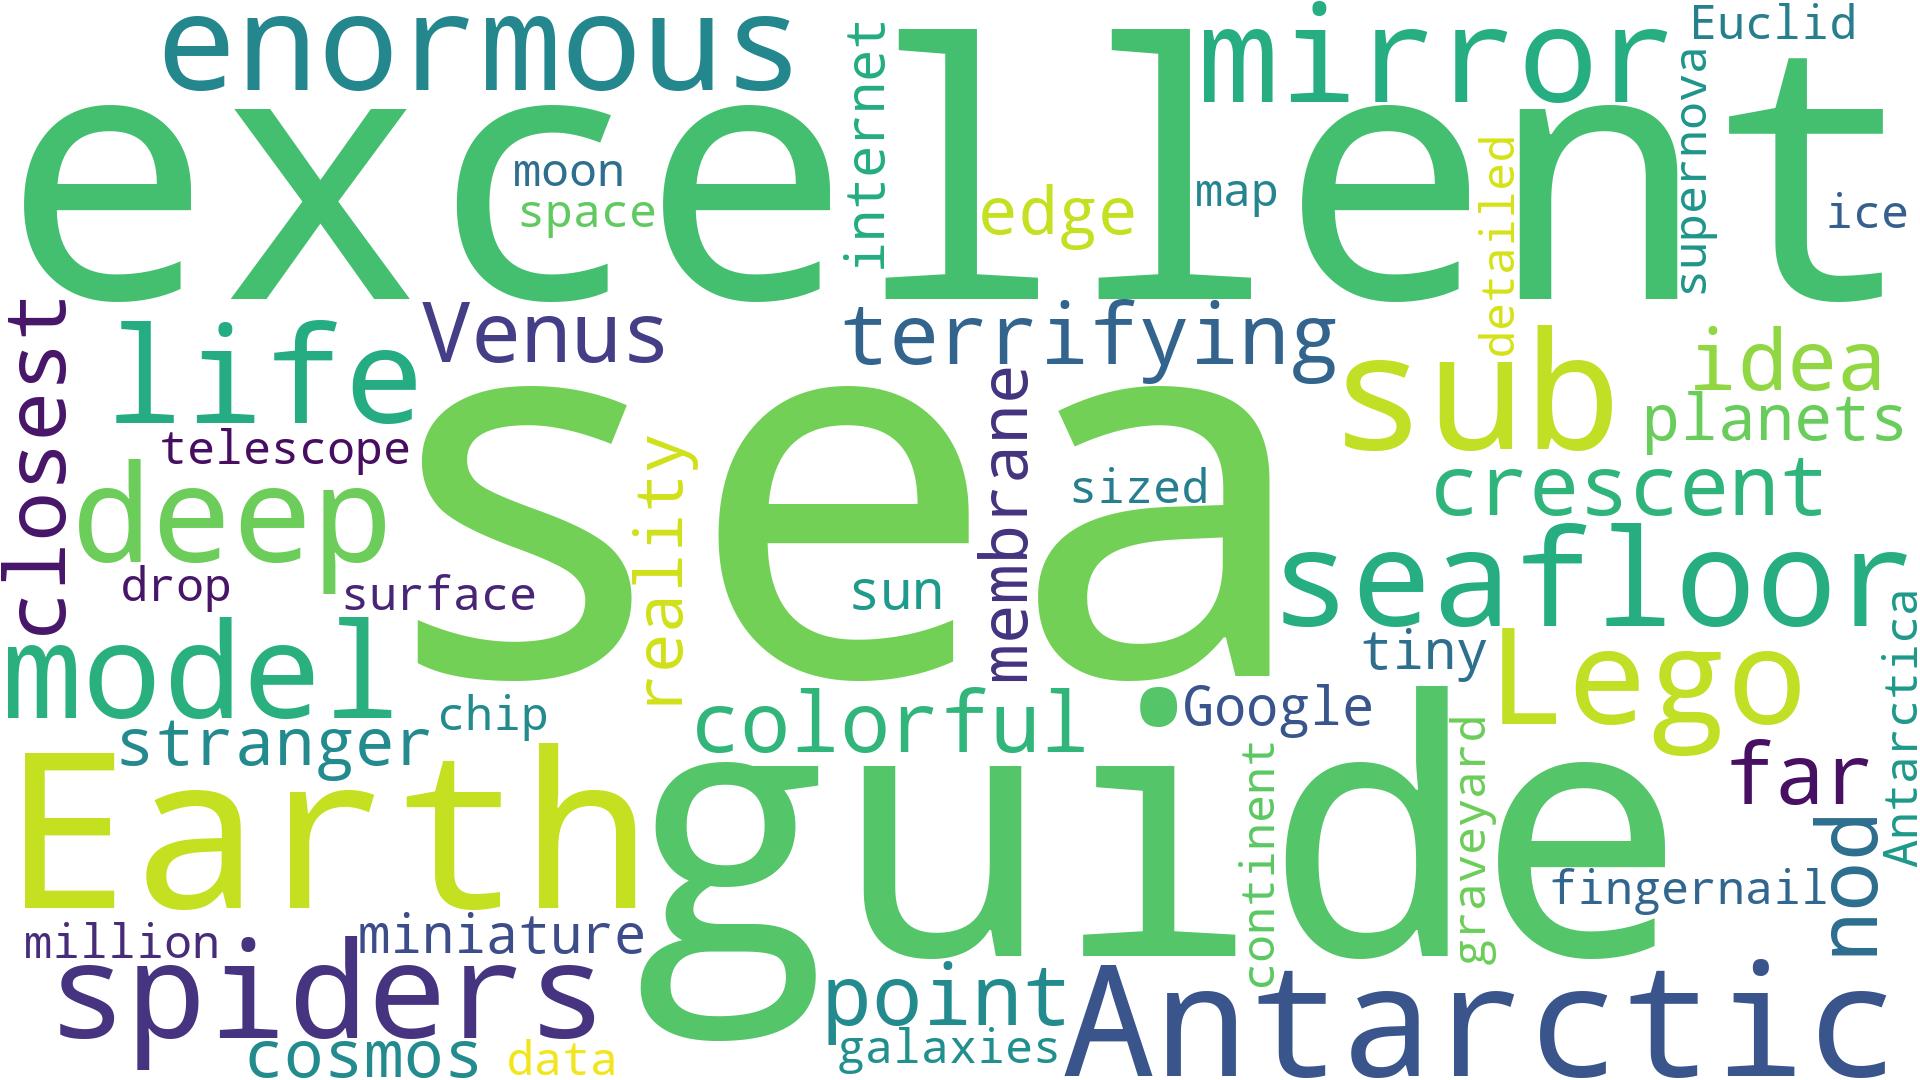 enormous
mirror
Euclid
internet
excellent
supernova
moon
space
edge
map
detailed
ice
closest
life
Venus
terrifying
sub
idea
planets
telescope
sea
membrane
reality
sized
crescent
deep
drop
surface
sun
seafloor
Antarctica
model
tiny
Lego
stranger
chip
colorful
Google
far
Earth
guide
continent
graveyard
nod
fingernail
million
miniature
spiders
point
Antarctic
cosmos
data
galaxies